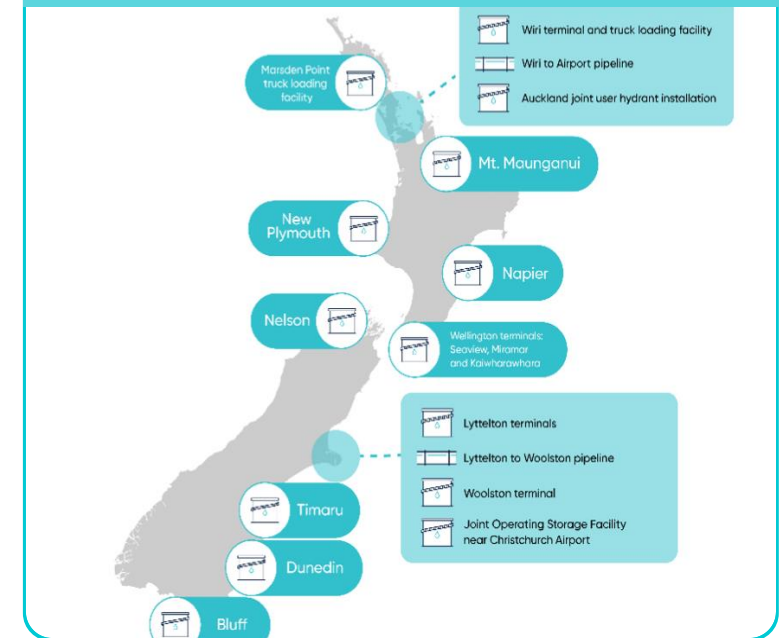 Wiri terminal and truck loading facility
Wiri to Airport pipeline
Auckland joint user hydrant installation
Marsden Point
truck loading
facility
Mt. Maunganui
New
Plymouth
Napier
Nelson
Wellington terminals:
Seaview, Miramar
and Kaiwharawhara
Lyttelton terminals
Lyttelton to Woolston pipeline
Woolston terminal
Joint Operating Storage Facility
near Christchurch Airport
Timaru
Dunedin
Bluff